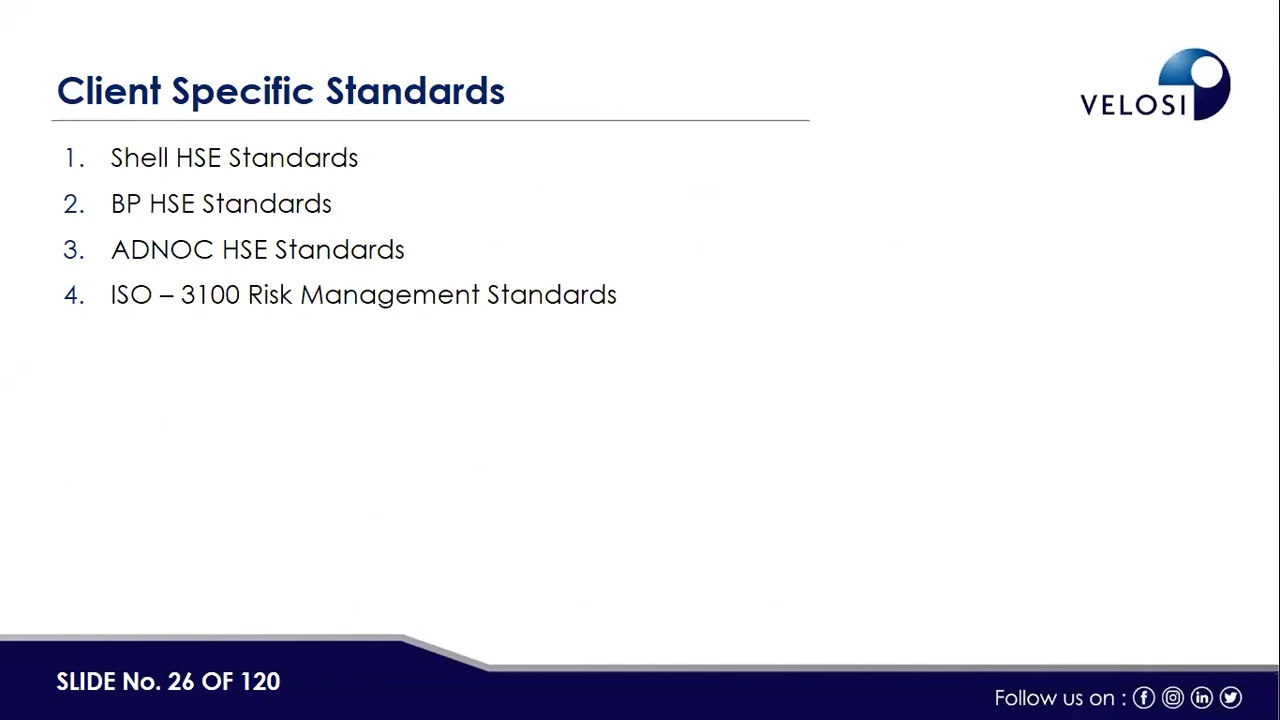 Client Specific Standards
VELOSI
1. Shell HSE Standards
2. BP HSE Standards
3. ADNOC HSE Standards
4. ISO – 3100 Risk Management Standards
SLIDE No. 26 OF 120
Follow us on :